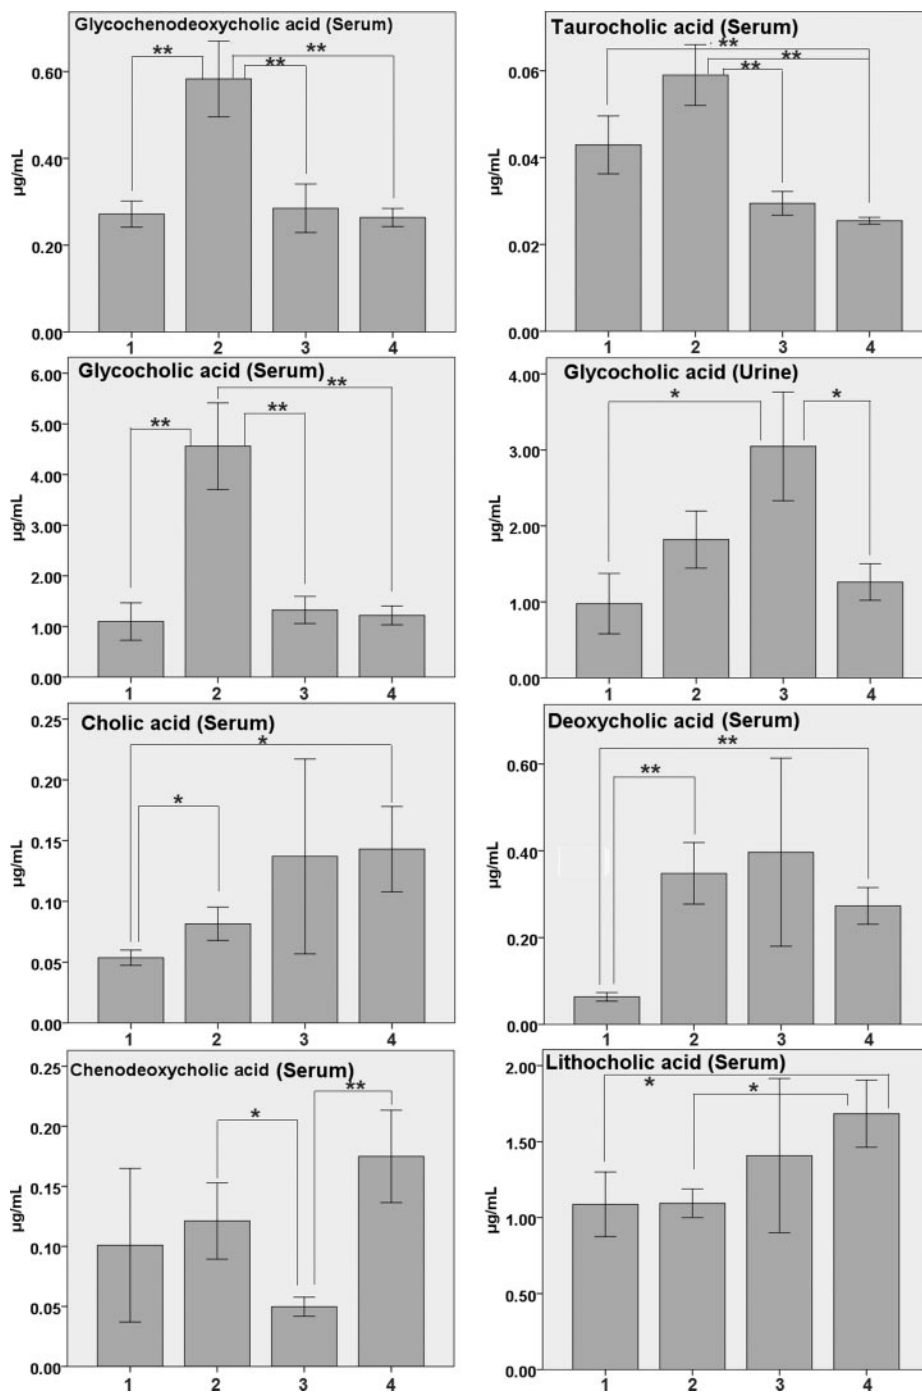 Glycochenodeoxycholic acid (Serum)
**
**
**
0.60
0.40
0.20
0.00
µg/mL
1 2 3 4
Taurocholic acid (Serum)
**
**
**
0.06
0.04
0.02
0.00
µg/mL
1 2 3 4
Glycocholic acid (Serum)
**
**
**
6.00
5.00
4.00
3.00
2.00
1.00
0.00
µg/mL
1 2 3 4
Glycocholic acid (Urine)
*
*
4.00
3.00
2.00
1.00
0.00
µg/mL
1 2 3 4
Cholic acid (Serum)
*
*
0.25
0.20
0.15
0.10
0.05
0.00
µg/mL
1 2 3 4
Deoxycholic acid (Serum)
**
**
0.60
0.40
0.20
0.00
µg/mL
1 2 3 4
Chenodeoxycholic acid (Serum)
**
*
0.25
0.20
0.15
0.10
0.05
0.00
µg/mL
1 2 3 4
Lithocholic acid (Serum)
*
*
2.00
1.50
1.00
0.50
0.00
µg/mL
1 2 3 4